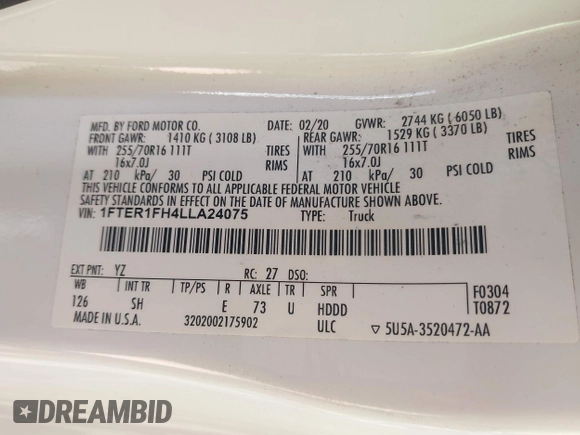 MFD. BY FORD MOTOR CO. DATE: 02/20 GVWR: 2744 KG ( 6050 LB)
FRONT GAWR: 1410 KG ( 3108 LB) REAR GAWR: 1529 KG ( 3370 LB)
WITH 255/70R16 111T TIRES WITH 255/70R16 111T TIRES
16x7.0J RIMS 16x7.0J RIMS
AT 210 kPa/ 30 PSI COLD AT 210 kPa/ 30 PSI COLD
THIS VEHICLE CONFORMS TO ALL APPLICABLE FEDERAL MOTOR VEHICLE
SAFETY STANDARDS IN EFFECT ON THE DATE OF MANUFACTURE SHOWN ABOVE.
VIN: 1FTER1FH4LLA24075 TYPE: Truck
EXT PNT: YZ RC: 27 DSO:
WB INT TR TP/PS R AXLE TR SPR F0304
126 SH E 73 U HDDD T0872
MADE IN U.S.A. 3202002175902 ULC ▽ 5U5A-3520472-AA
DREAMBID